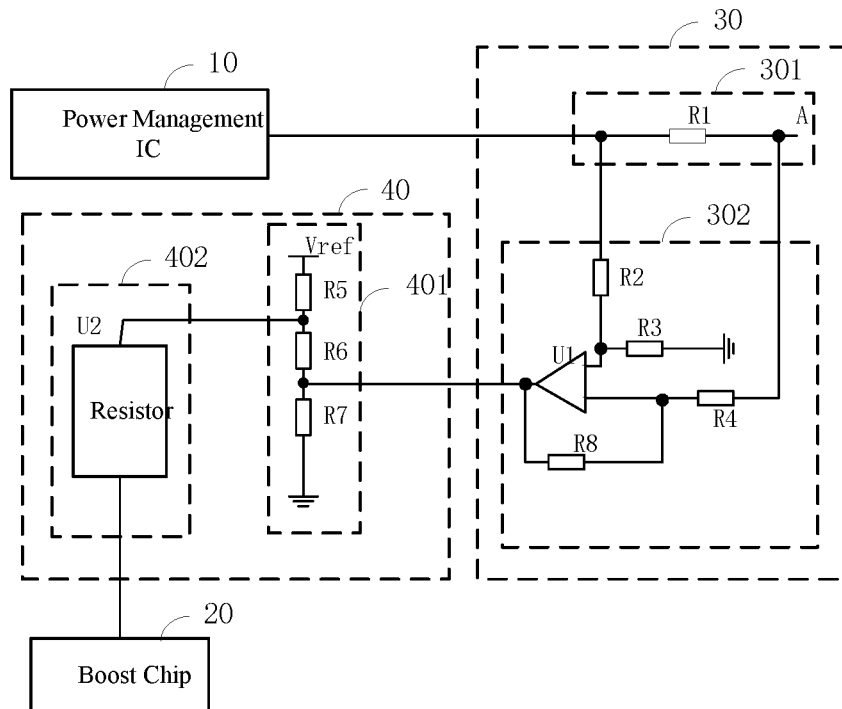 30
10
301
Power Management
IC
R1
A
40
302
Vref
402
R5
401
R2
U2
R3
R6
U1
Resistor
R7
R4
R8
20
Boost Chip